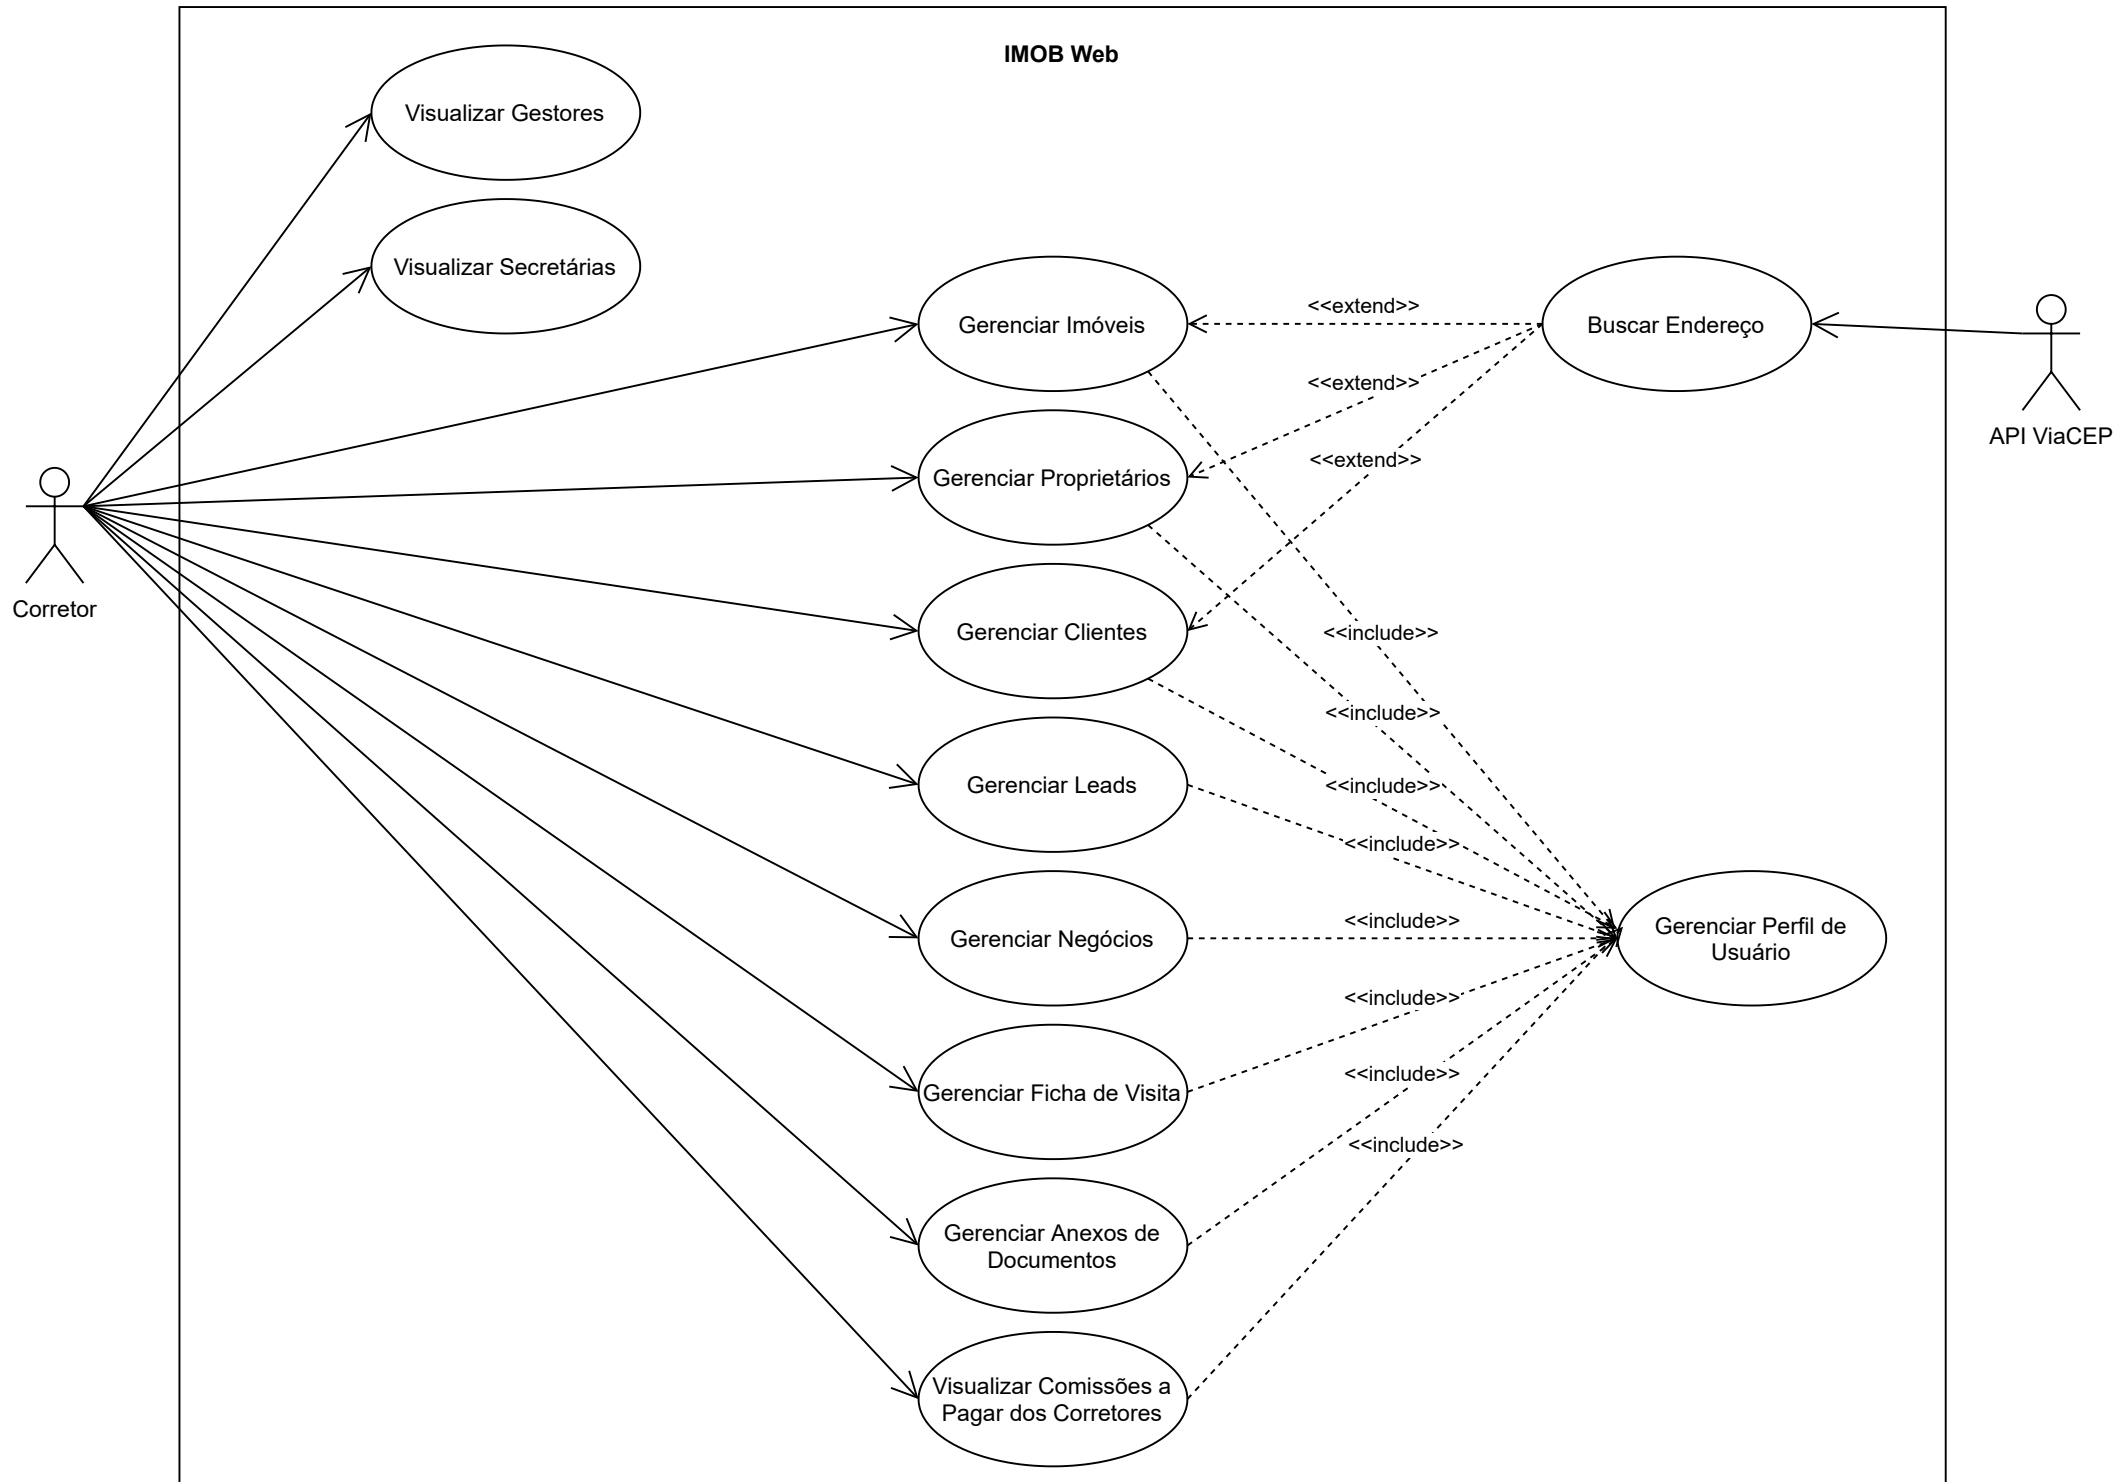 IMOB Web
Visualizar Gestores
Visualizar Secretárias
Gerenciar Imóveis
<<extend>>
Buscar Endereço
<<extend>>
API ViaCEP
Gerenciar Proprietários
<<extend>>
Corretor
Gerenciar Clientes
<<include>>
<<include>>
Gerenciar Leads
<<include>>
<<include>>
Gerenciar Negócios
<<include>>
Gerenciar Perfil de
Usuário
<<include>>
Gerenciar Ficha de Visita
<<include>>
<<include>>
Gerenciar Anexos de
Documentos
Visualizar Comissões a
Pagar dos Corretores